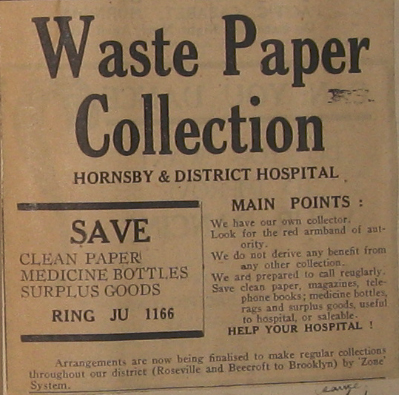 Waste Paper
Collection
HORNSBY & DISTRICT HOSPITAL
SAVE
CLEAN PAPER
MEDICINE BOTTLES
SURPLUS GOODS
RING JU 1166
MAIN POINTS :
We have our own collector.
Look for the red armband of aut-
ority.
We do not derive any benefit from
any other collection.
We are prepared to call reuglarly.
Save clean paper, magazines, tele-
phone books; medicine bottles,
rags and surplus goods, useful
to hospital, or saleable.
HELP YOUR HOSPITAL !
Arrangements are now being finalised to make regular collections
throughout our district (Roseville and Beecroft to Brooklyn) by 'Zone'
System.